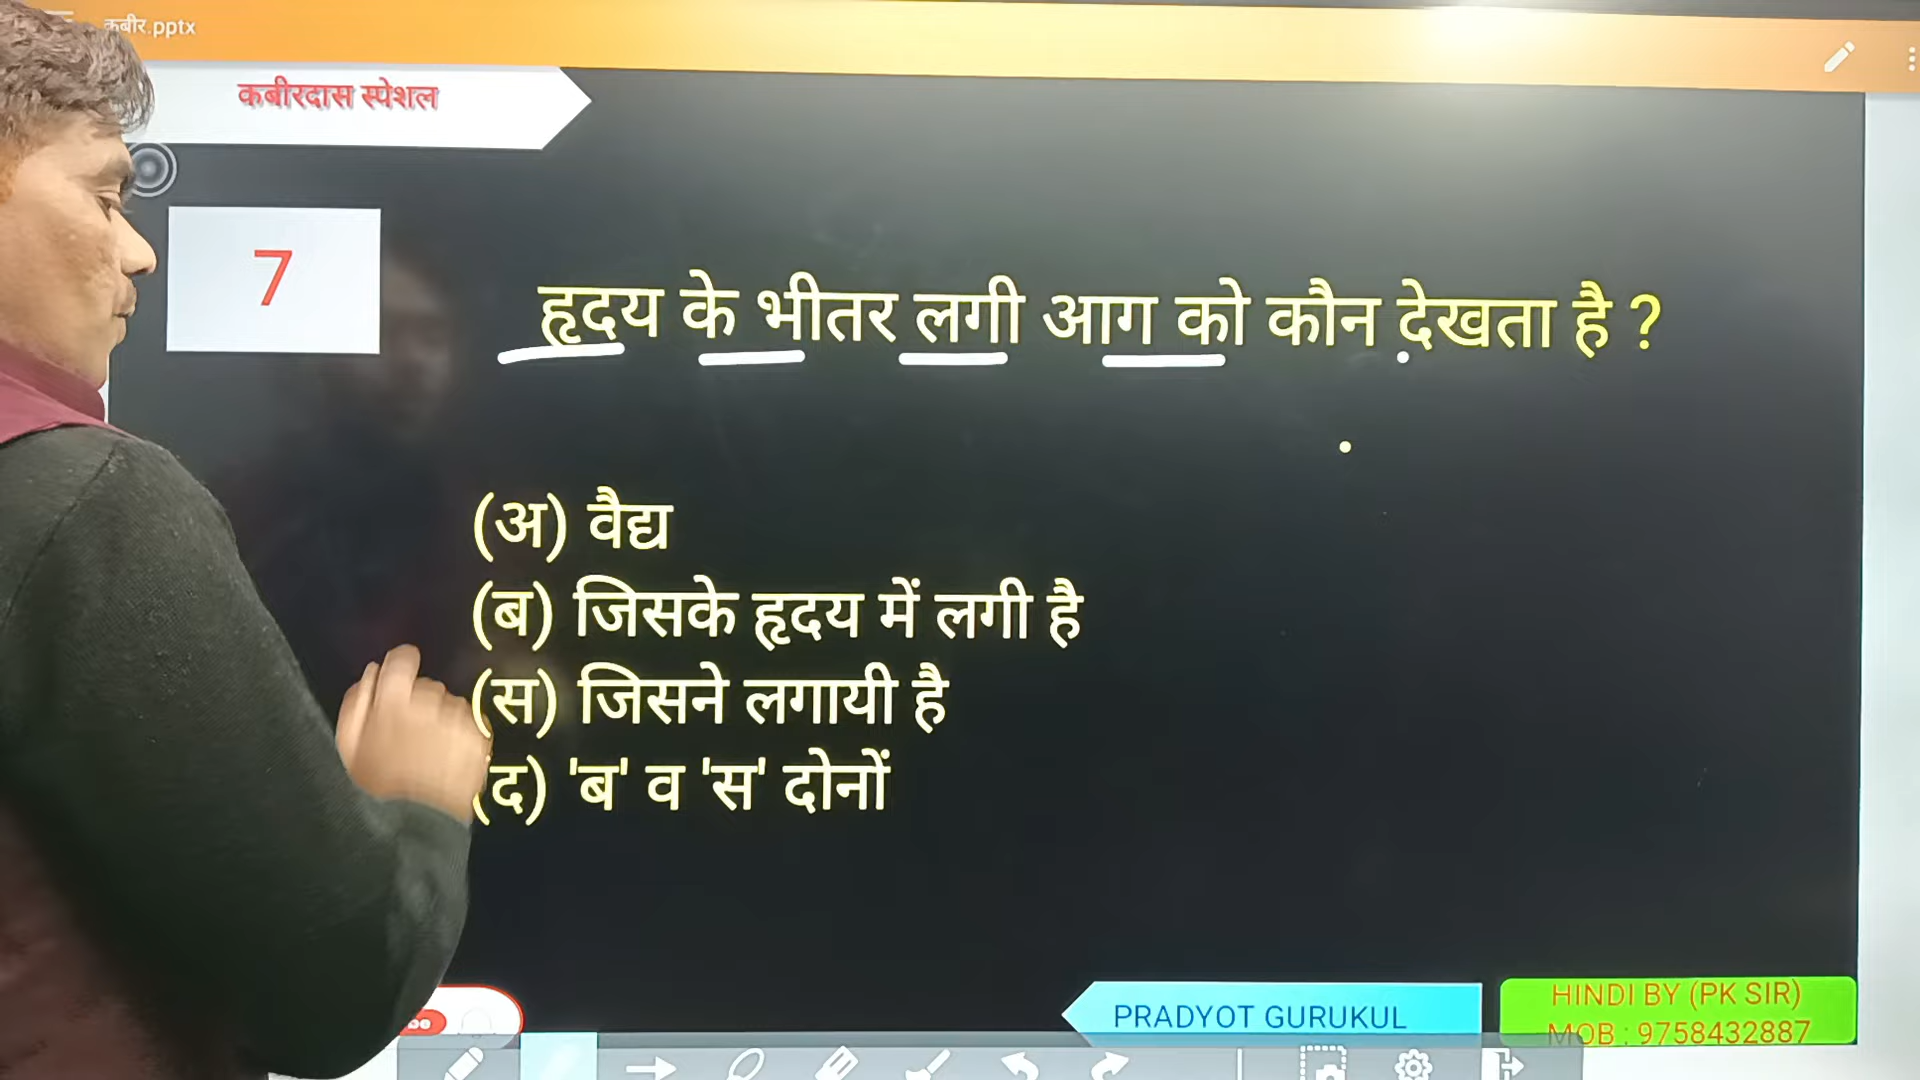 कबीर.pptx
कबीरदास स्पेशल
7
हृदय के भीतर लगी आग को कौन देखता है ?
(अ) वैद्य
(ब) जिसके हृदय में लगी है
(स) जिसने लगायी है
(द) 'ब' व 'स' दोनों
PRADYOT GURUKUL
HINDI BY (PK SIR)
MOB : 9758432887